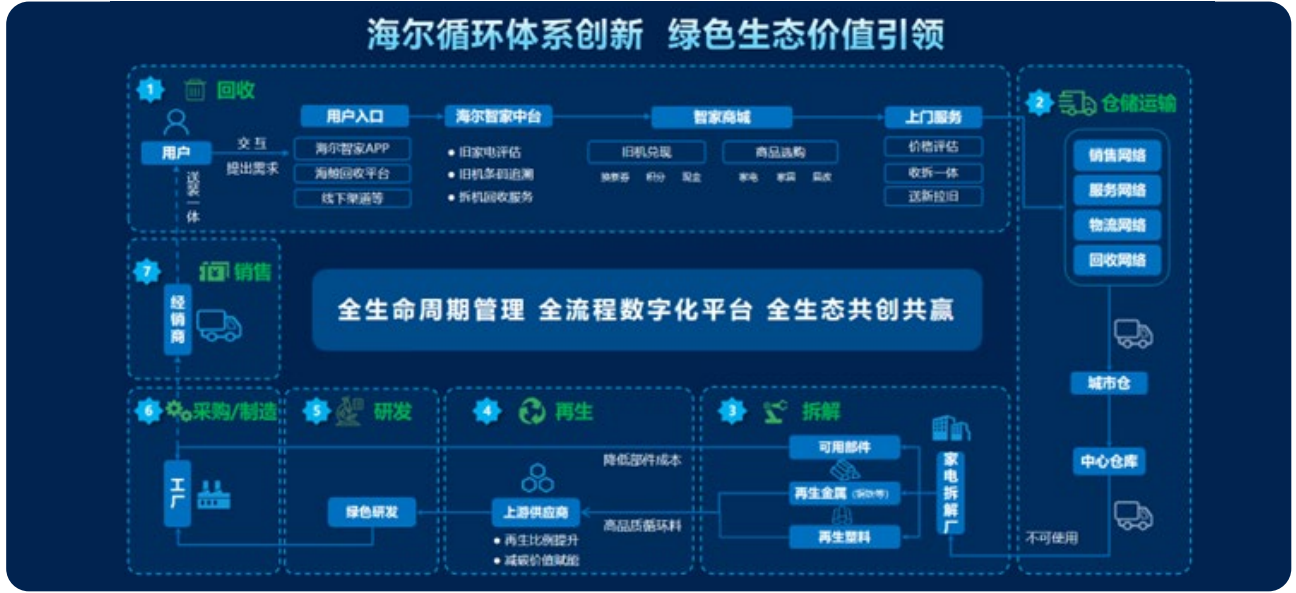 海尔循环体系创新 绿色生态价值引领
1 回收
用户
交互
提出需求
送装一体
用户入口
海尔智家APP
海尔回收平台
线下渠道等
海尔智家中台
• 旧家电评估
• 旧机条码追溯
• 拆机回收服务
智家商城
旧机兑现
换新券 积分 现金
商品选购
家电 家居 局改
上门服务
价格评估
收拆一体
送新拉旧
2 仓储运输
销售网络
服务网络
物流网络
回收网络
城市仓
中心仓库
不可使用
3 拆解
家电拆解厂
可用部件
再生金属（铜铁等）
再生塑料
降低部件成本
高品质循环料
4 再生
上游供应商
• 再生比例提升
• 减碳价值赋能
5 研发
绿色研发
6 采购/制造
工厂
7 销售
经销商
全生命周期管理 全流程数字化平台 全生态共创共赢